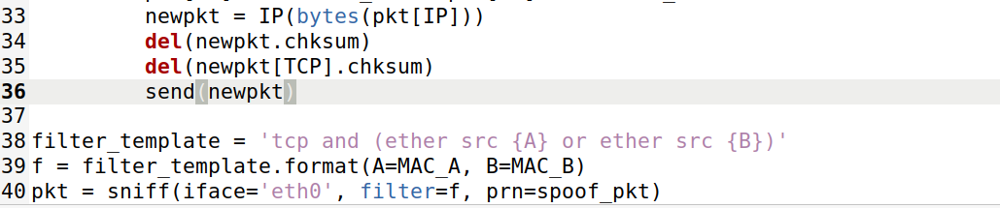 33 newpkt = IP(bytes(pkt[IP]))
34 del(newpkt.chksum)
35 del(newpkt[TCP].chksum)
36 send(newpkt)
37
38 filter_template = 'tcp and (ether src {A} or ether src {B})'
39 f = filter_template.format(A=MAC_A, B=MAC_B)
40 pkt = sniff(iface='eth0', filter=f, prn=spoof_pkt)